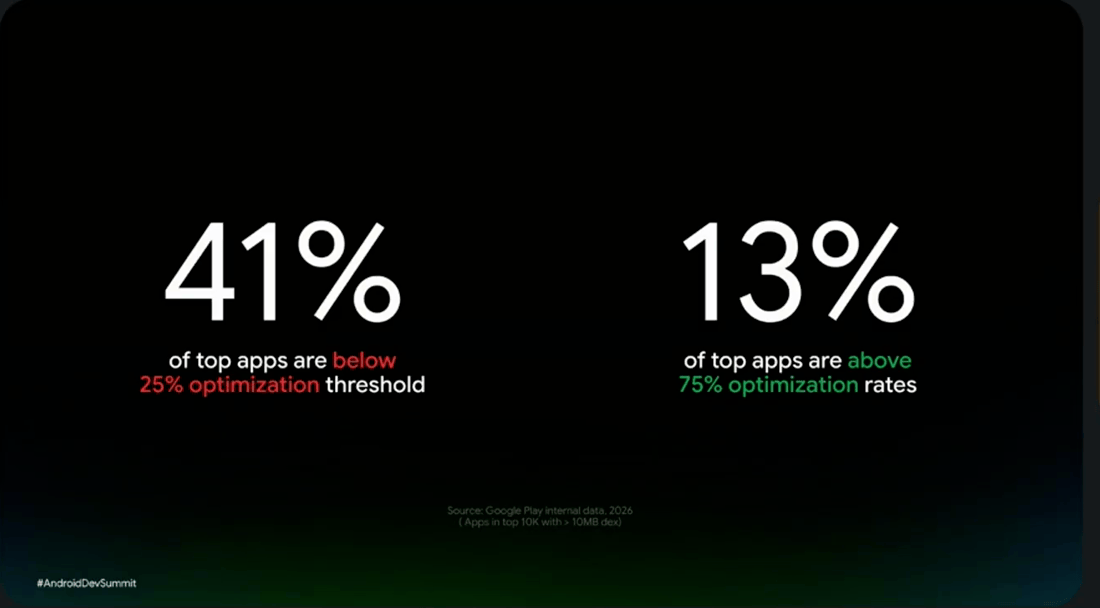 41%
of top apps are below
25% optimization threshold
13%
of top apps are above
75% optimization rates
Source: Google Play internal data, 2026
( Apps in top 10K with > 10MB dex)
#AndroidDevSummit